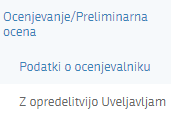 Ocenjevanje/Preliminarna
ocena
Podatki o ocenjevalniku
Z opredelitvijo Uveljavljam